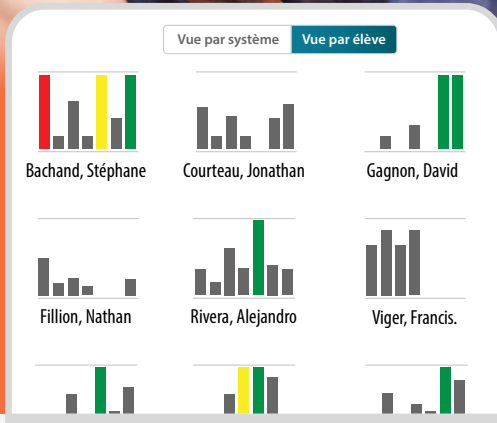 Vue par système Vue par élève
Bachand, Stéphane Courteau, Jonathan Gagnon, David
Fillion, Nathan Rivera, Alejandro Viger, Francis.